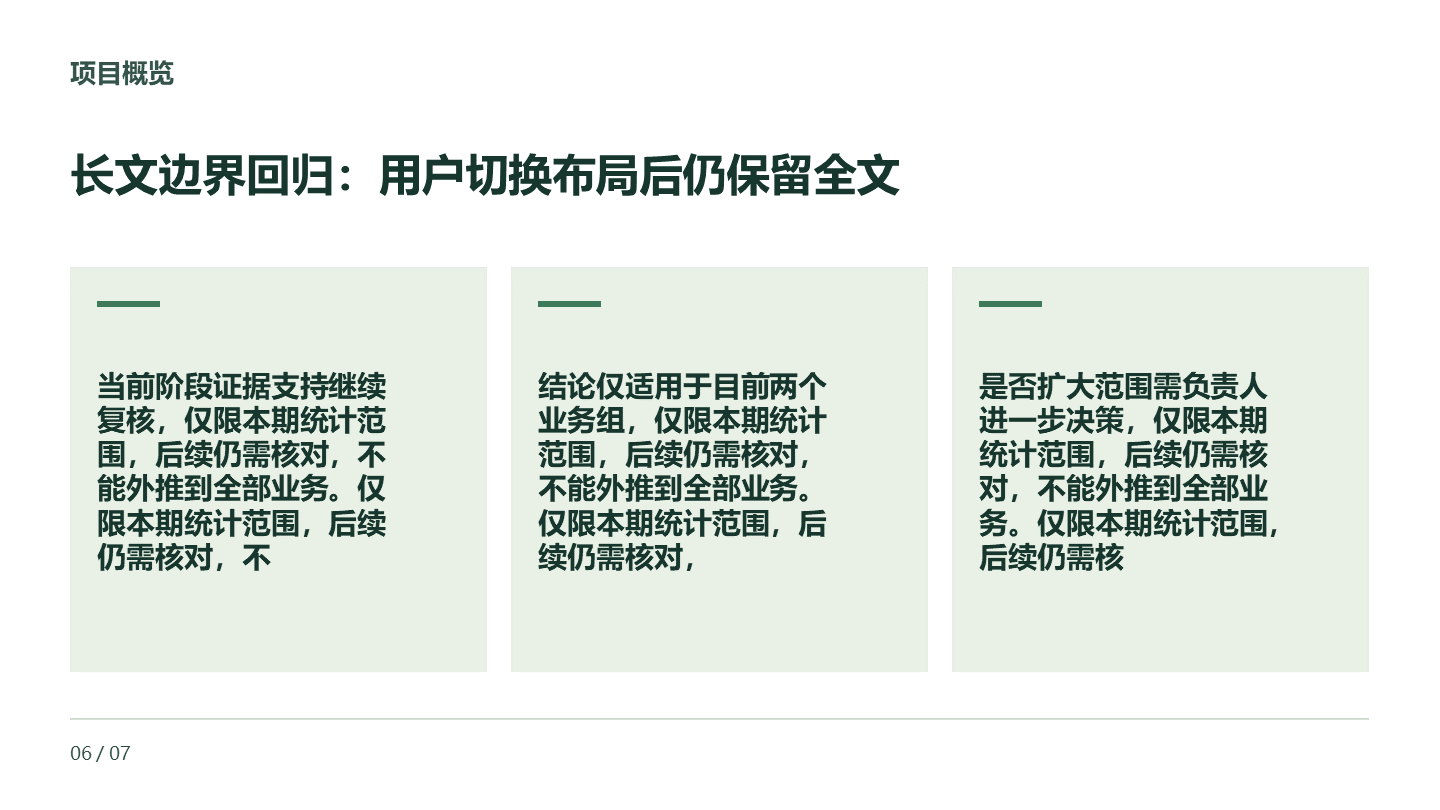 项目概览
长文边界回归：用户切换布局后仍保留全文
当前阶段证据支持继续
复核，仅限本期统计范
围，后续仍需核对，不
能外推到全部业务。仅
限本期统计范围，后续
仍需核对，不
结论仅适用于目前两个
业务组，仅限本期统计
范围，后续仍需核对，
不能外推到全部业务。
仅限本期统计范围，后
续仍需核对，
是否扩大范围需负责人
进一步决策，仅限本期
统计范围，后续仍需核
对，不能外推到全部业
务。仅限本期统计范围，
后续仍需核
06 / 07